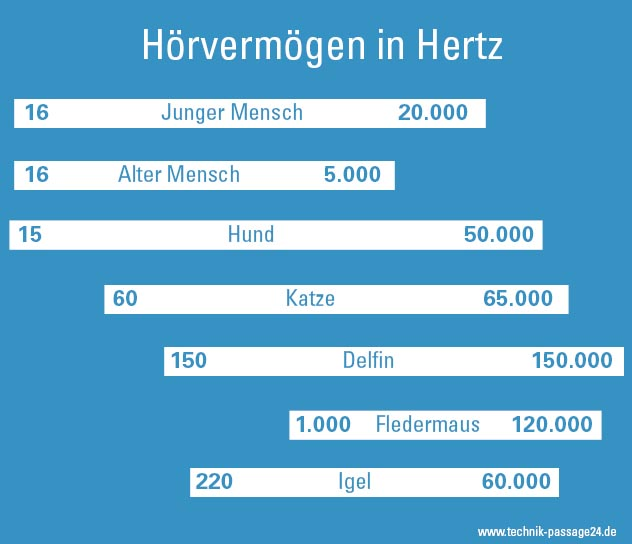 Hörvermögen in Hertz
16 Junger Mensch 20.000
16 Alter Mensch 5.000
15 Hund 50.000
60 Katze 65.000
150 Delfin 150.000
1.000 Fledermaus 120.000
220 Igel 60.000
www.technik-passage24.de